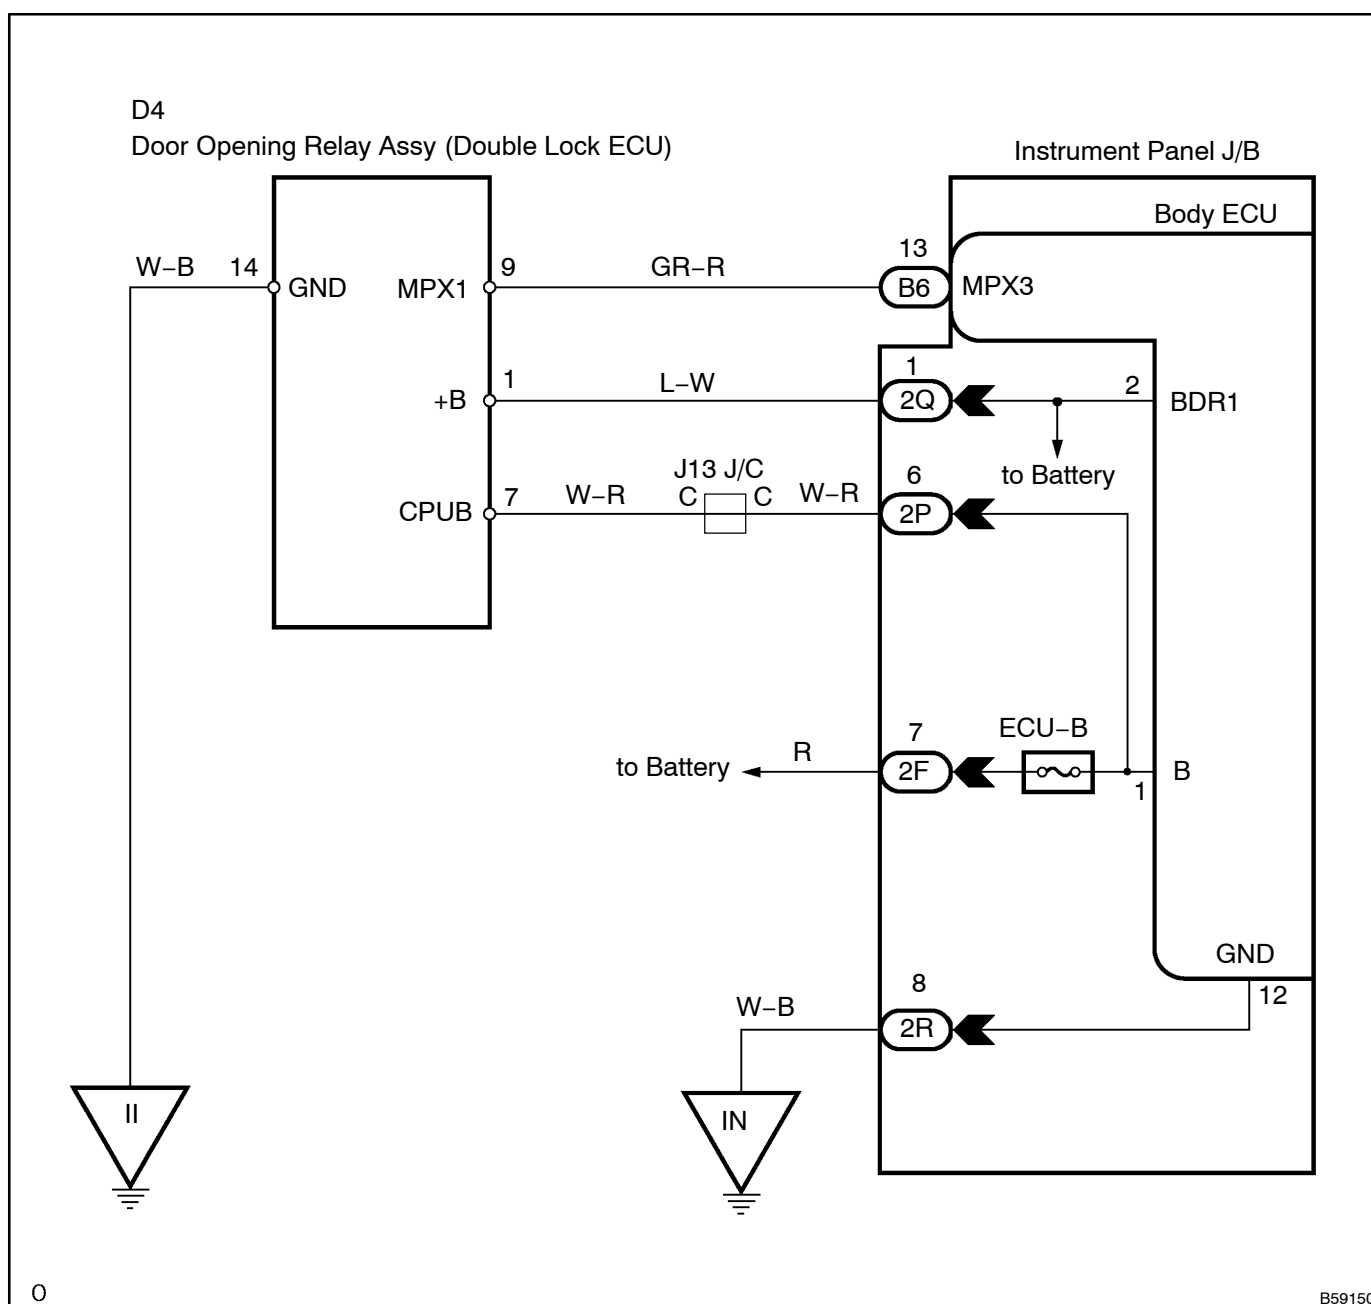 D4
Door Opening Relay Assy (Double Lock ECU)
Instrument Panel J/B
Body ECU
W–B 14 GND MPX1 9 GR–R 13 B6 MPX3
+B 1 L–W 1 2Q 2 BDR1
to Battery
J13 J/C
CPUB 7 W–R C C W–R 6 2P
to Battery R 7 2F ECU–B 1 B
GND
12
W–B 8 2R
II
IN
0
B59150